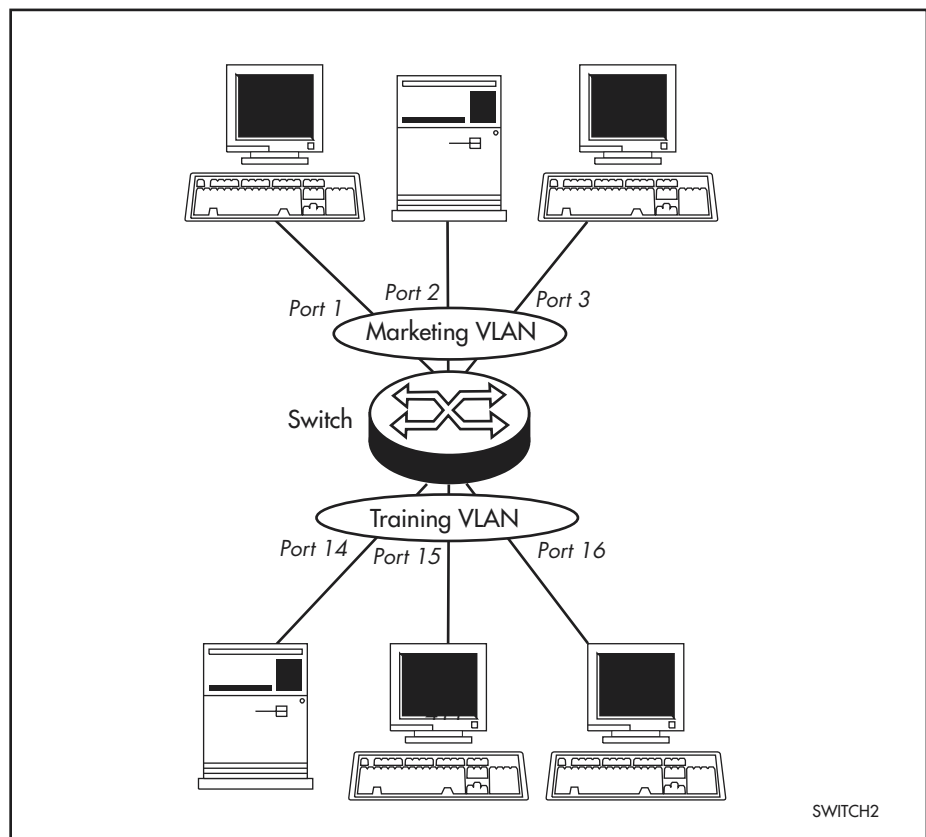 Port 1
Port 2
Port 3
Marketing VLAN
Switch
Training VLAN
Port 14
Port 15
Port 16
SWITCH2